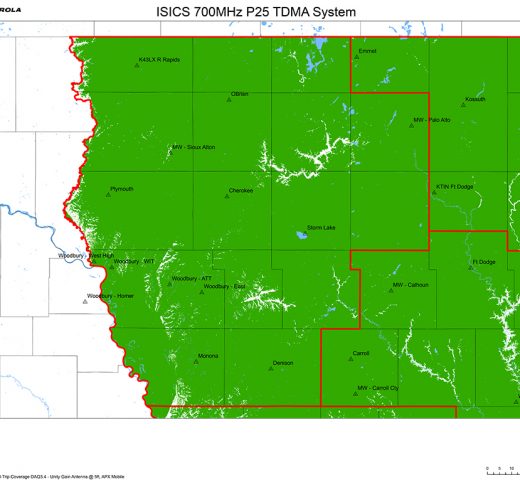 ROLA
ISICS 700MHz P25 TDMA System
Emmet
K43LX R Rapids
OBrien
Kossuth
MW - Palo Alto
MW - Sioux Alton
Plymouth
Cherokee
KTIN Ft Dodge
Storm Lake
Woodbury - West High
Woodbury - WIT
Ft Dodge
Woodbury - ATT
Woodbury - East
MW - Calhoun
Woodbury - Homer
Monona
Carroll
Denison
MW - Carroll Cty
W
0 5 10
Trip Coverage DAQ3.4 - Unity Gain Antenna @ 5ft, APX Mobile